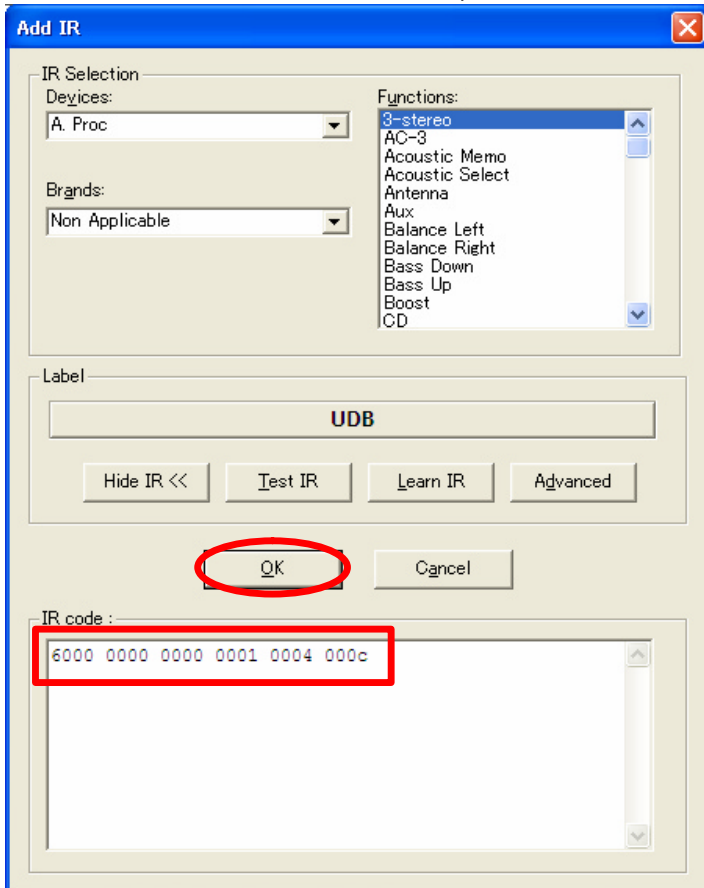 Add IR
IR Selection
Devices:
A. Proc
Brands:
Non Applicable
Functions:
3-stereo
AC-3
Acoustic Memo
Acoustic Select
Antenna
Aux
Balance Left
Balance Right
Bass Down
Bass Up
Boost
CD
Label
UDB
Hide IR << Test IR Learn IR Advanced
OK Cancel
IR code :
6000 0000 0000 0001 0004 000c